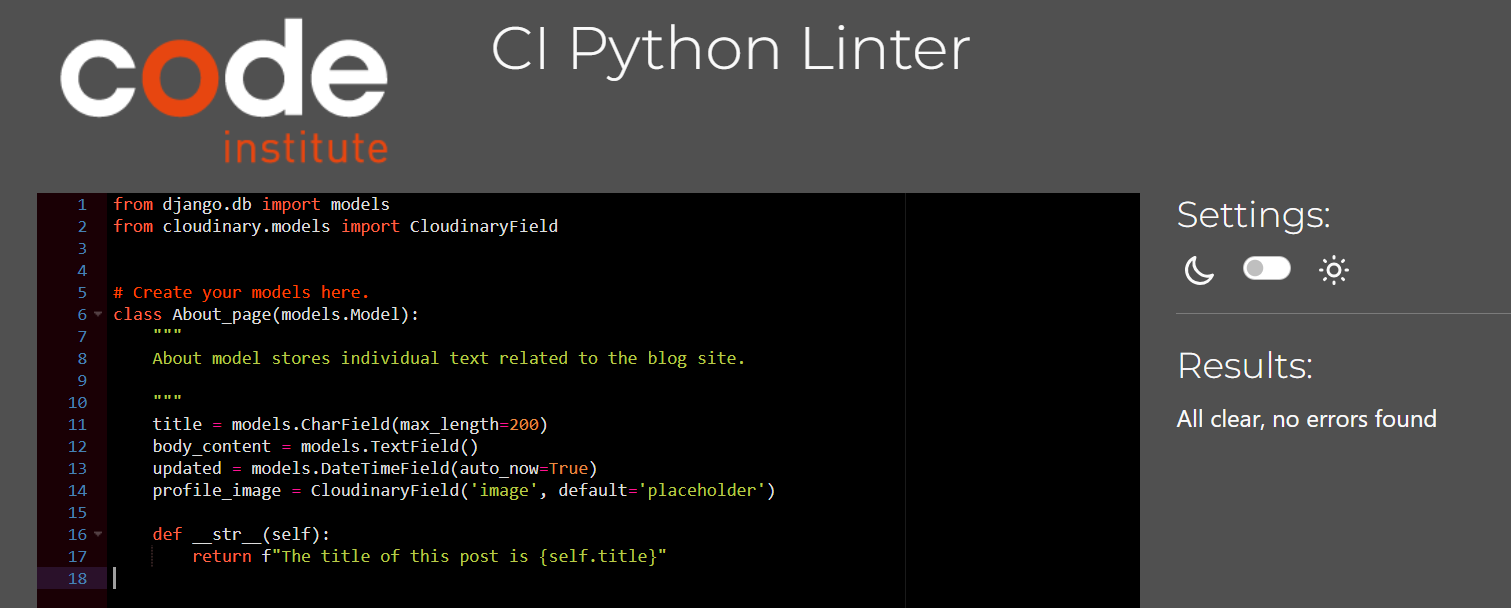 code
institute
CI Python Linter
1 from django.db import models
2 from cloudinary.models import CloudinaryField
3
4
5 # Create your models here.
6 class About_page(models.Model):
7     """
8     About model stores individual text related to the blog site.
9
10     """
11     title = models.CharField(max_length=200)
12     body_content = models.TextField()
13     updated = models.DateTimeField(auto_now=True)
14     profile_image = CloudinaryField('image', default='placeholder')
15
16     def __str__(self):
17         return f"The title of this post is {self.title}"
18
Settings:
Results:
All clear, no errors found